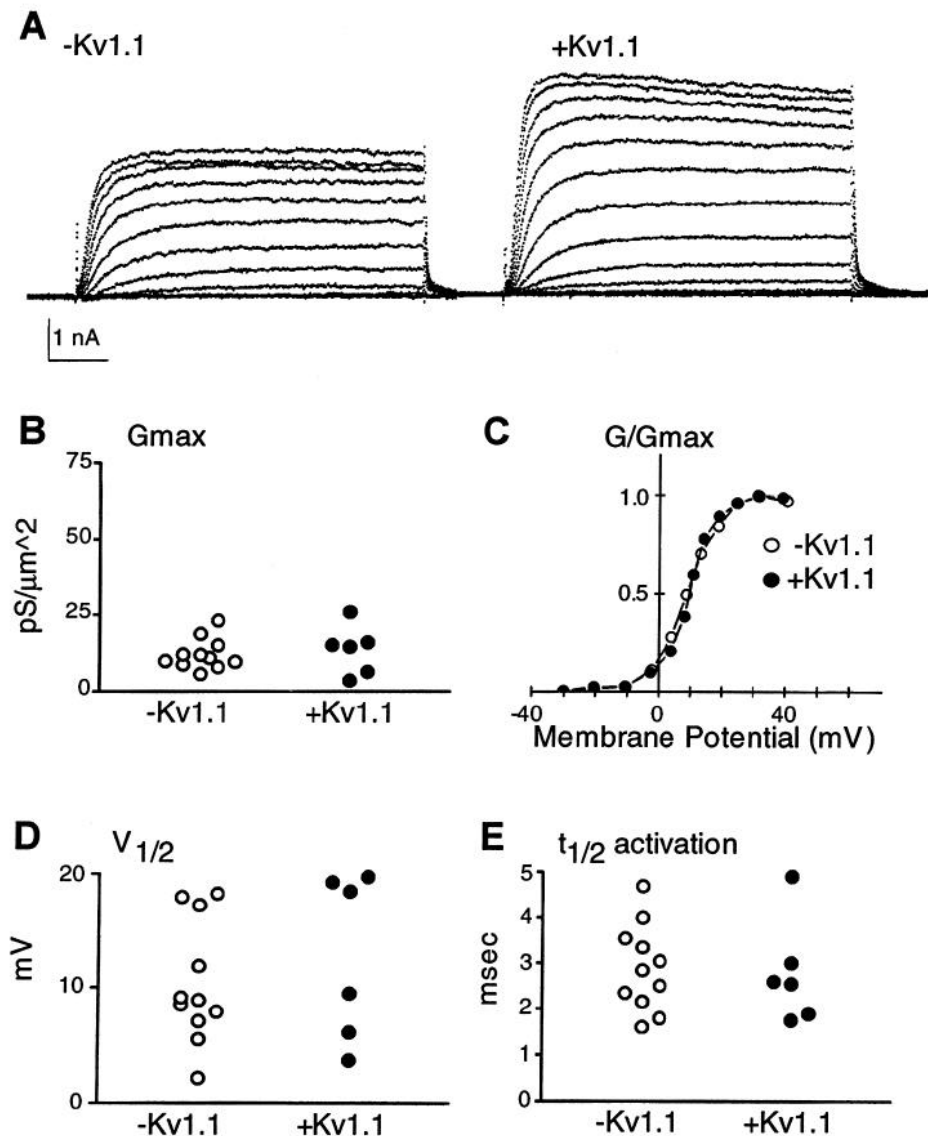 A
-Kv1.1
+Kv1.1
1 nA
B
Gmax
75
50
25
0
pS/μm^2
-Kv1.1
+Kv1.1
C
G/Gmax
1.0
0.5
-Kv1.1
+Kv1.1
-40
0
40
Membrane Potential (mV)
D
V 1/2
20
10
0
mV
-Kv1.1
+Kv1.1
E
t1/2 activation
5
4
3
2
1
0
msec
-Kv1.1
+Kv1.1